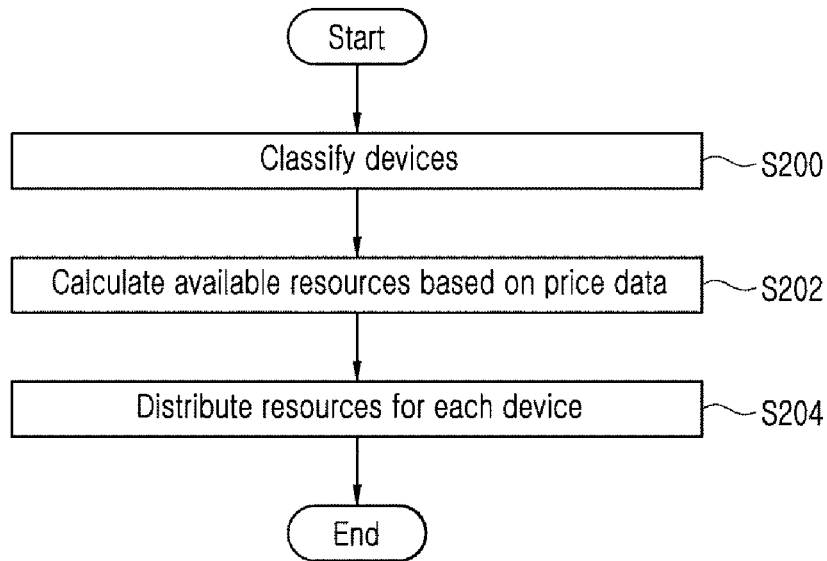 Start
Classify devices
S200
Calculate available resources based on price data
S202
Distribute resources for each device
S204
End